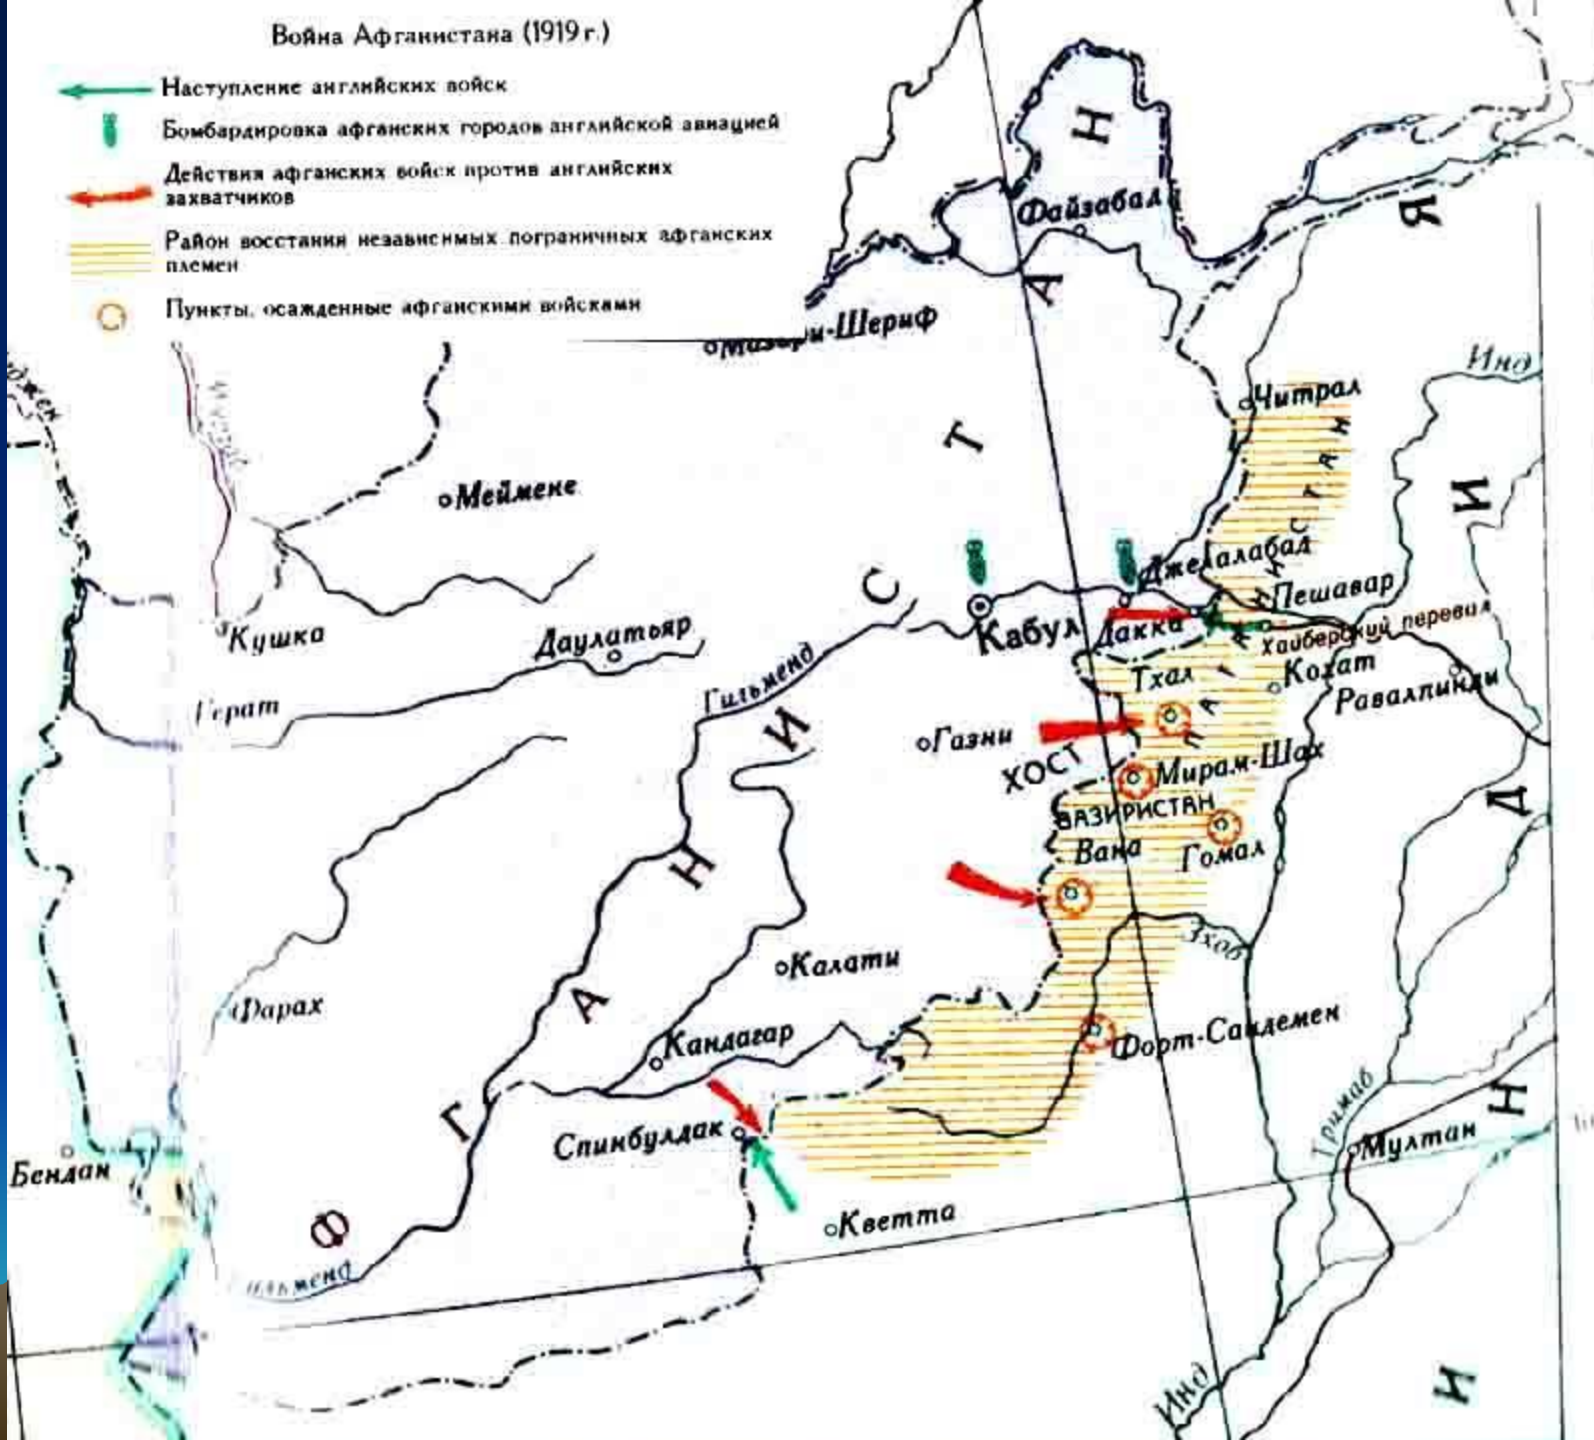 Война Афганистана (1919 г.)
Наступление английских войск
Бомбардировка афганских городов английской авиацией
Действия афганских войск против английских
захватчиков
Район восстания независимых пограничных афганских
племен
Пункты, осажденные афганскими войсками
Файзабад
Мазари-Шериф
Инд
Читрал
Меймене
Джелалабад
Пешавар
Хайберский перевал
Кушка
Даулатьяр
Кабул
Дакка
Тхал
Кохат
Равалпинди
Герат
Гильменд
Газни
ХОСТ
Мирам-Шах
ВАЗИРИСТАН
Вана
Гомал
Зхоб
Калати
Фарах
Кандагар
Форт-Сандемен
Спинбулдак
Тримаб
Мултан
Бендан
Кветта
Гильменд
Инд
АФГАНИСТАН
ПАТАНИСТАН
ИНДИЯ